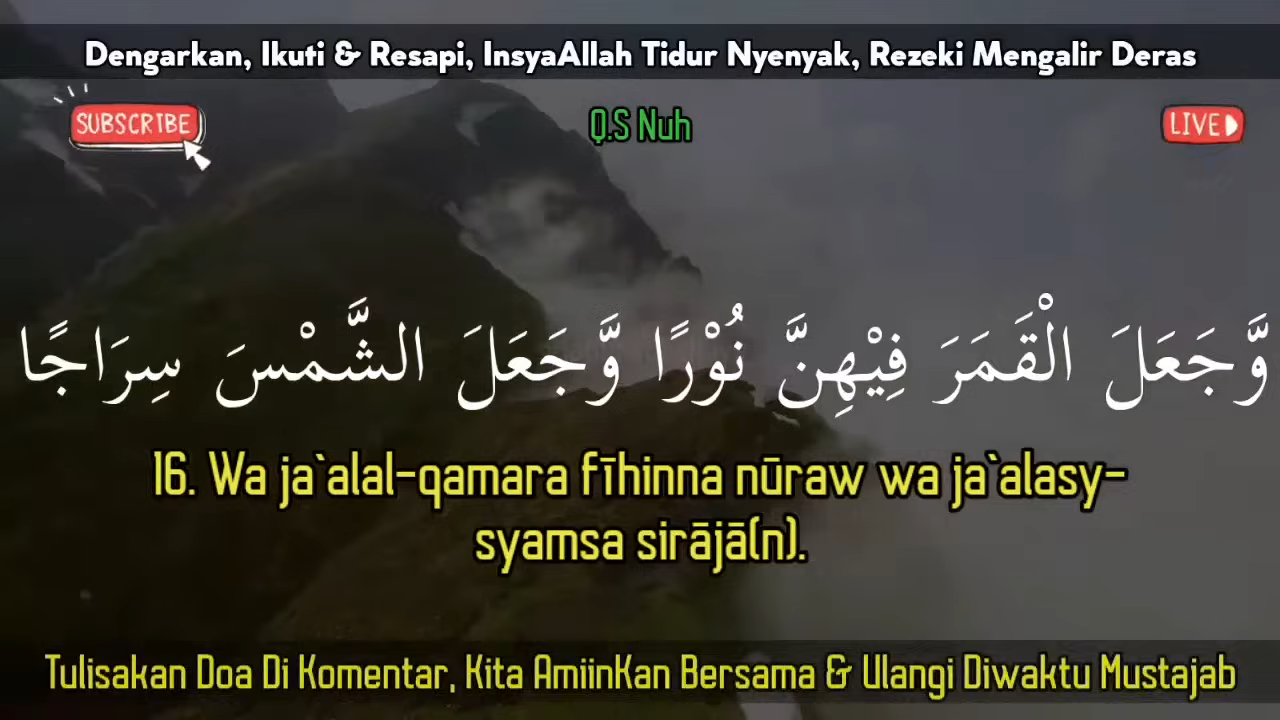 Dengarkan, Ikuti & Resapi, InsyaAllah Tidur Nyenyak, Rezeki Mengalir Deras
SUBSCRIBE
Q.S Nuh
LIVE
وَّجَعَلَ الْقَمَرَ فِيْهِنَّ نُوْرًا وَّجَعَلَ الشَّمْسَ سِرَاجًا
16. Wa ja`alal-qamara fīhinna nūraw wa ja`alasy-
syamsa sirājā(n).
Tulisakan Doa Di Komentar, Kita AmiinKan Bersama & Ulangi Diwaktu Mustajab